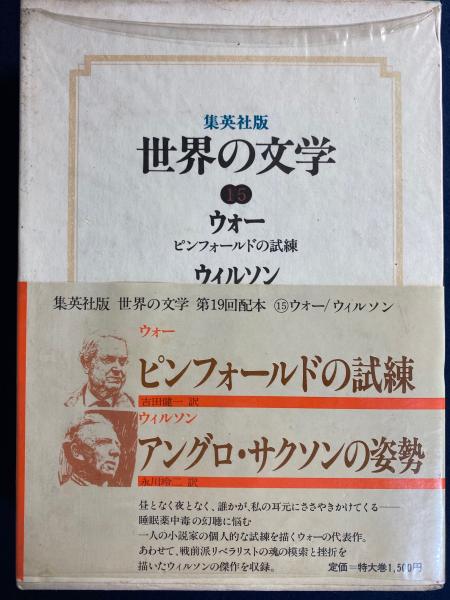 集英社版
世界の文学
15
ウォー
ピンフォールドの試練
ウィルソン
集英社版 世界の文学 第19回配本 ⑮ウォー/ウィルソン
ウォー
ピンフォールドの試練
吉田健一 訳
ウィルソン
アングロ・サクソンの姿勢
永川玲二 訳
昼となく夜となく、誰かが、私の耳元にささやきかけてくる——
睡眠薬中毒の幻聴に悩む
一人の小説家の個人的な試練を描くウォーの代表作。
あわせて、戦前派リベラリストの魂の模索と挫折を
描いたウィルソンの傑作を収録。
定価=特大巻1,500円